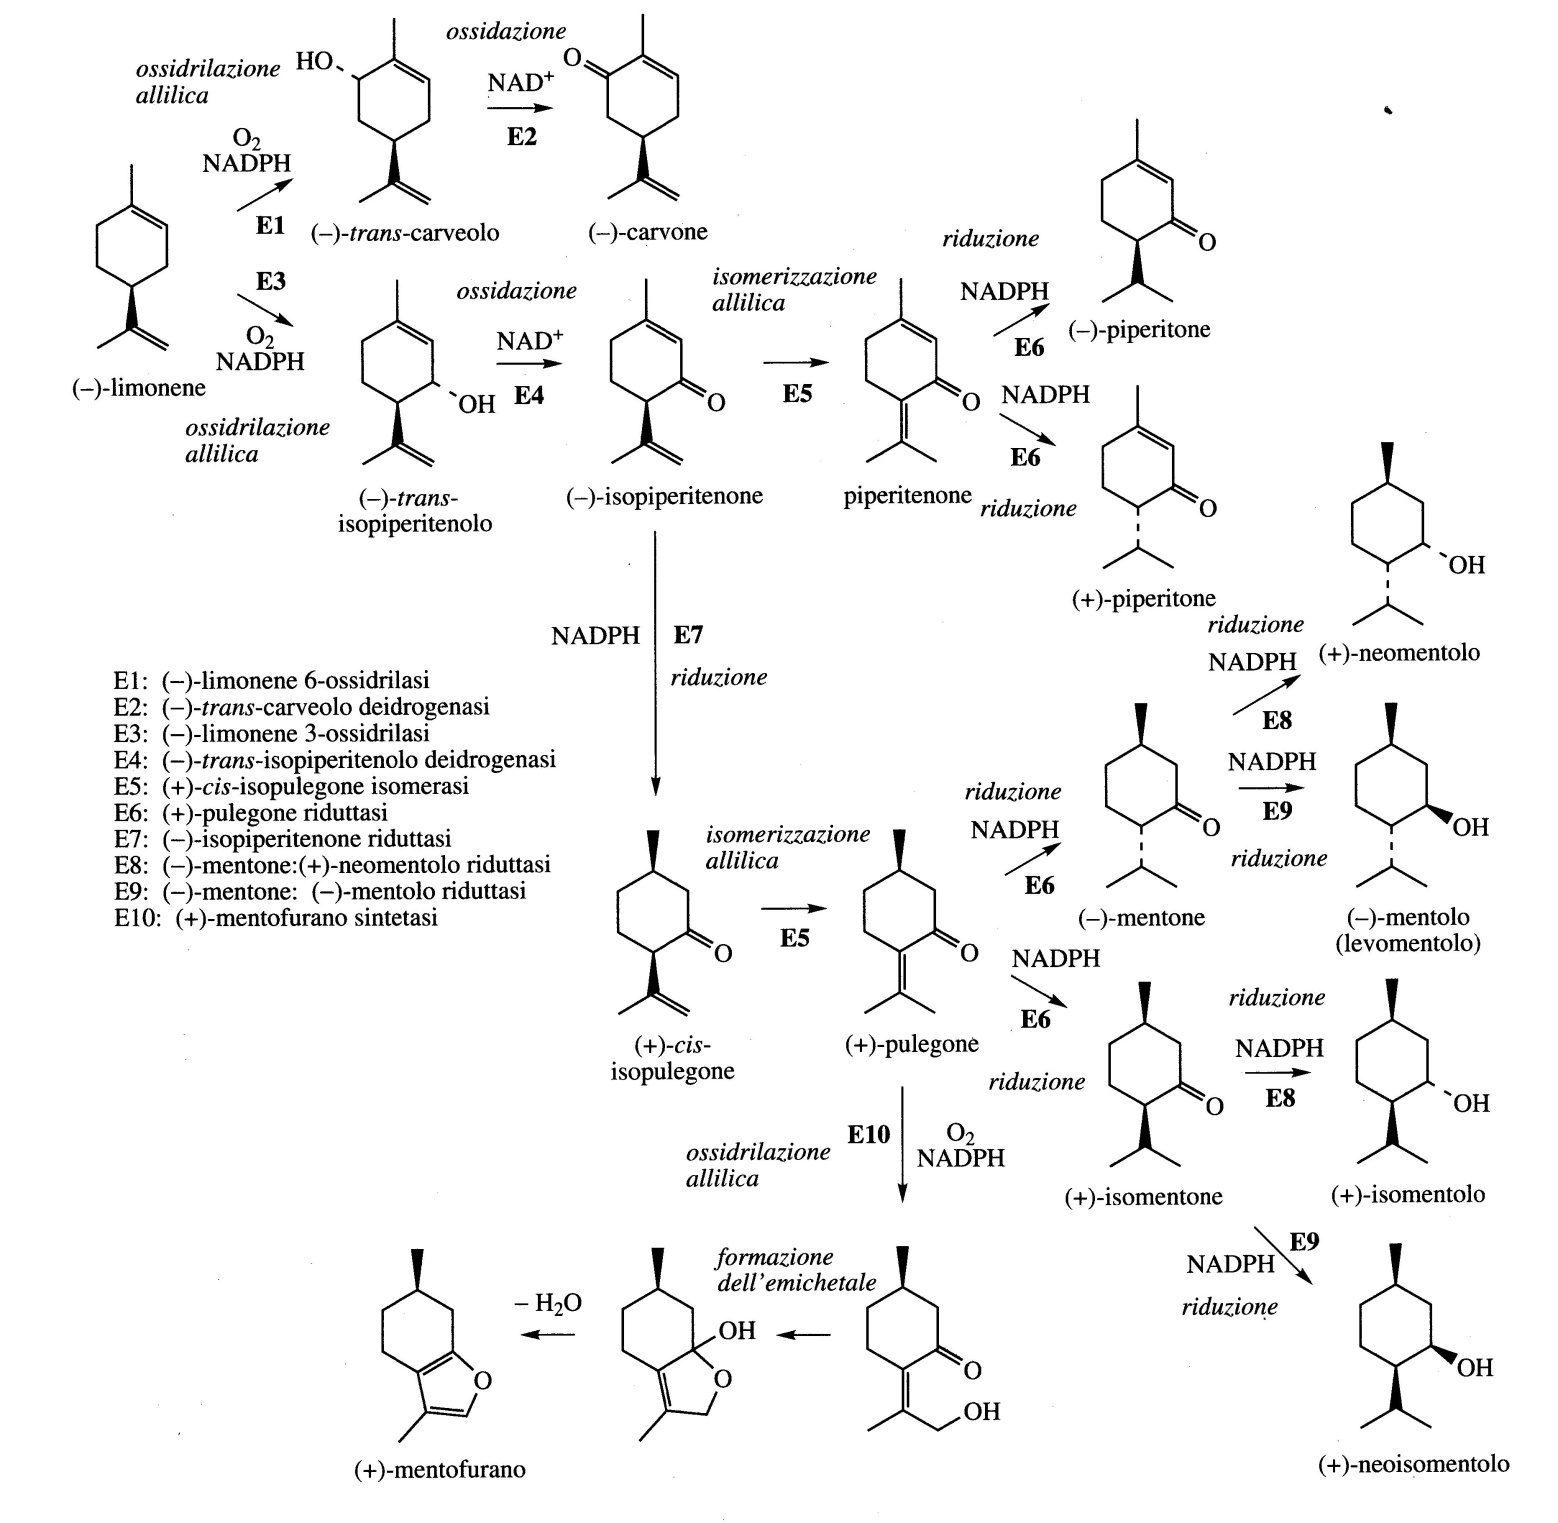 ossidrilazione
allilica
O2
NADPH
E1
HO
(–)-trans-carveolo
ossidazione
NAD+
E2
O
(–)-carvone
(–)-limonene
E3
O2
NADPH
ossidrilazione
allilica
OH
(–)-trans-
isopiperitenolo
ossidazione
NAD+
E4
O
(–)-isopiperitenone
isomerizzazione
allilica
E5
O
piperitenone
riduzione
NADPH
E6
O
(–)-piperitone
NADPH
E6
riduzione
O
(+)-piperitone
NADPH
E7
riduzione
E1: (–)-limonene 6-ossidrilasi
E2: (–)-trans-carveolo deidrogenasi
E3: (–)-limonene 3-ossidrilasi
E4: (–)-trans-isopiperitenolo deidrogenasi
E5: (+)-cis-isopulegone isomerasi
E6: (+)-pulegone riduttasi
E7: (–)-isopiperitenone riduttasi
E8: (–)-mentone:(+)-neomentolo riduttasi
E9: (–)-mentone: (–)-mentolo riduttasi
E10: (+)-mentofurano sintetasi
O
(+)-cis-
isopulegone
isomerizzazione
allilica
E5
O
(+)-pulegone
riduzione
NADPH
E6
O
(–)-mentone
riduzione
NADPH
E8
OH
(+)-neomentolo
NADPH
E9
riduzione
OH
(–)-mentolo
(levomentolo)
NADPH
E6
riduzione
O
(+)-isomentone
riduzione
NADPH
E8
OH
(+)-isomentolo
E9
NADPH
riduzione
OH
(+)-neoisomentolo
ossidrilazione
allilica
E10
O2
NADPH
O
OH
formazione
dell'emichetale
OH
O
– H2O
O
(+)-mentofurano